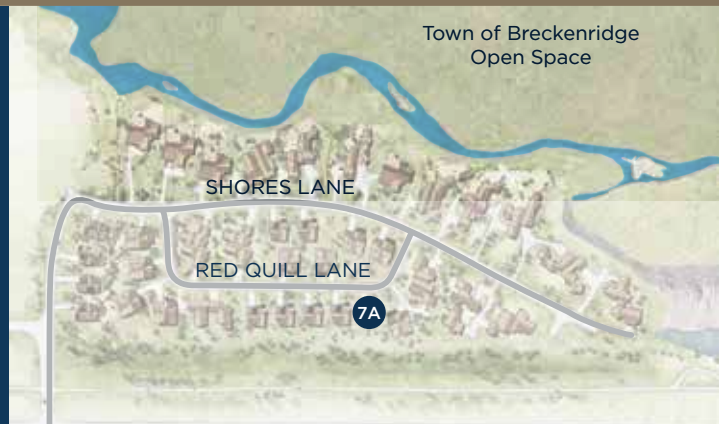 Town of Breckenridge
Open Space
SHORES LANE
RED QUILL LANE
7A